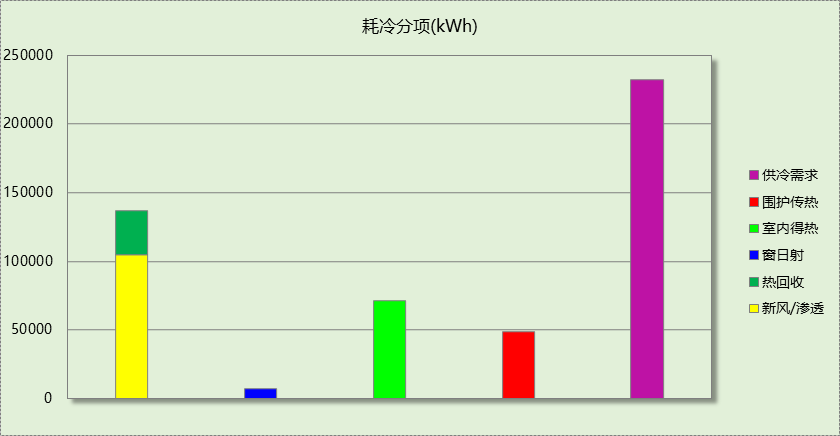 耗冷分项(kWh)
250000
200000
150000
100000
50000
0
供冷需求
围护传热
室内得热
窗日射
热回收
新风/渗透